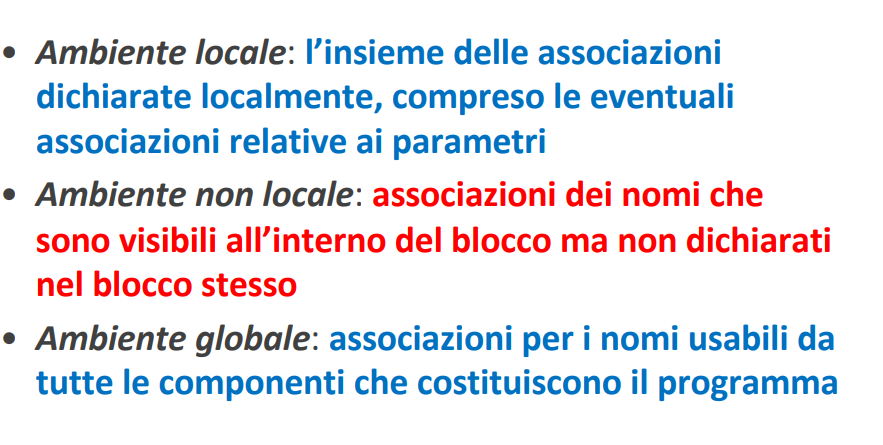 • Ambiente locale: l’insieme delle associazioni
dichiarate localmente, compreso le eventuali
associazioni relative ai parametri
• Ambiente non locale: associazioni dei nomi che
sono visibili all’interno del blocco ma non dichiarati
nel blocco stesso
• Ambiente globale: associazioni per i nomi usabili da
tutte le componenti che costituiscono il programma